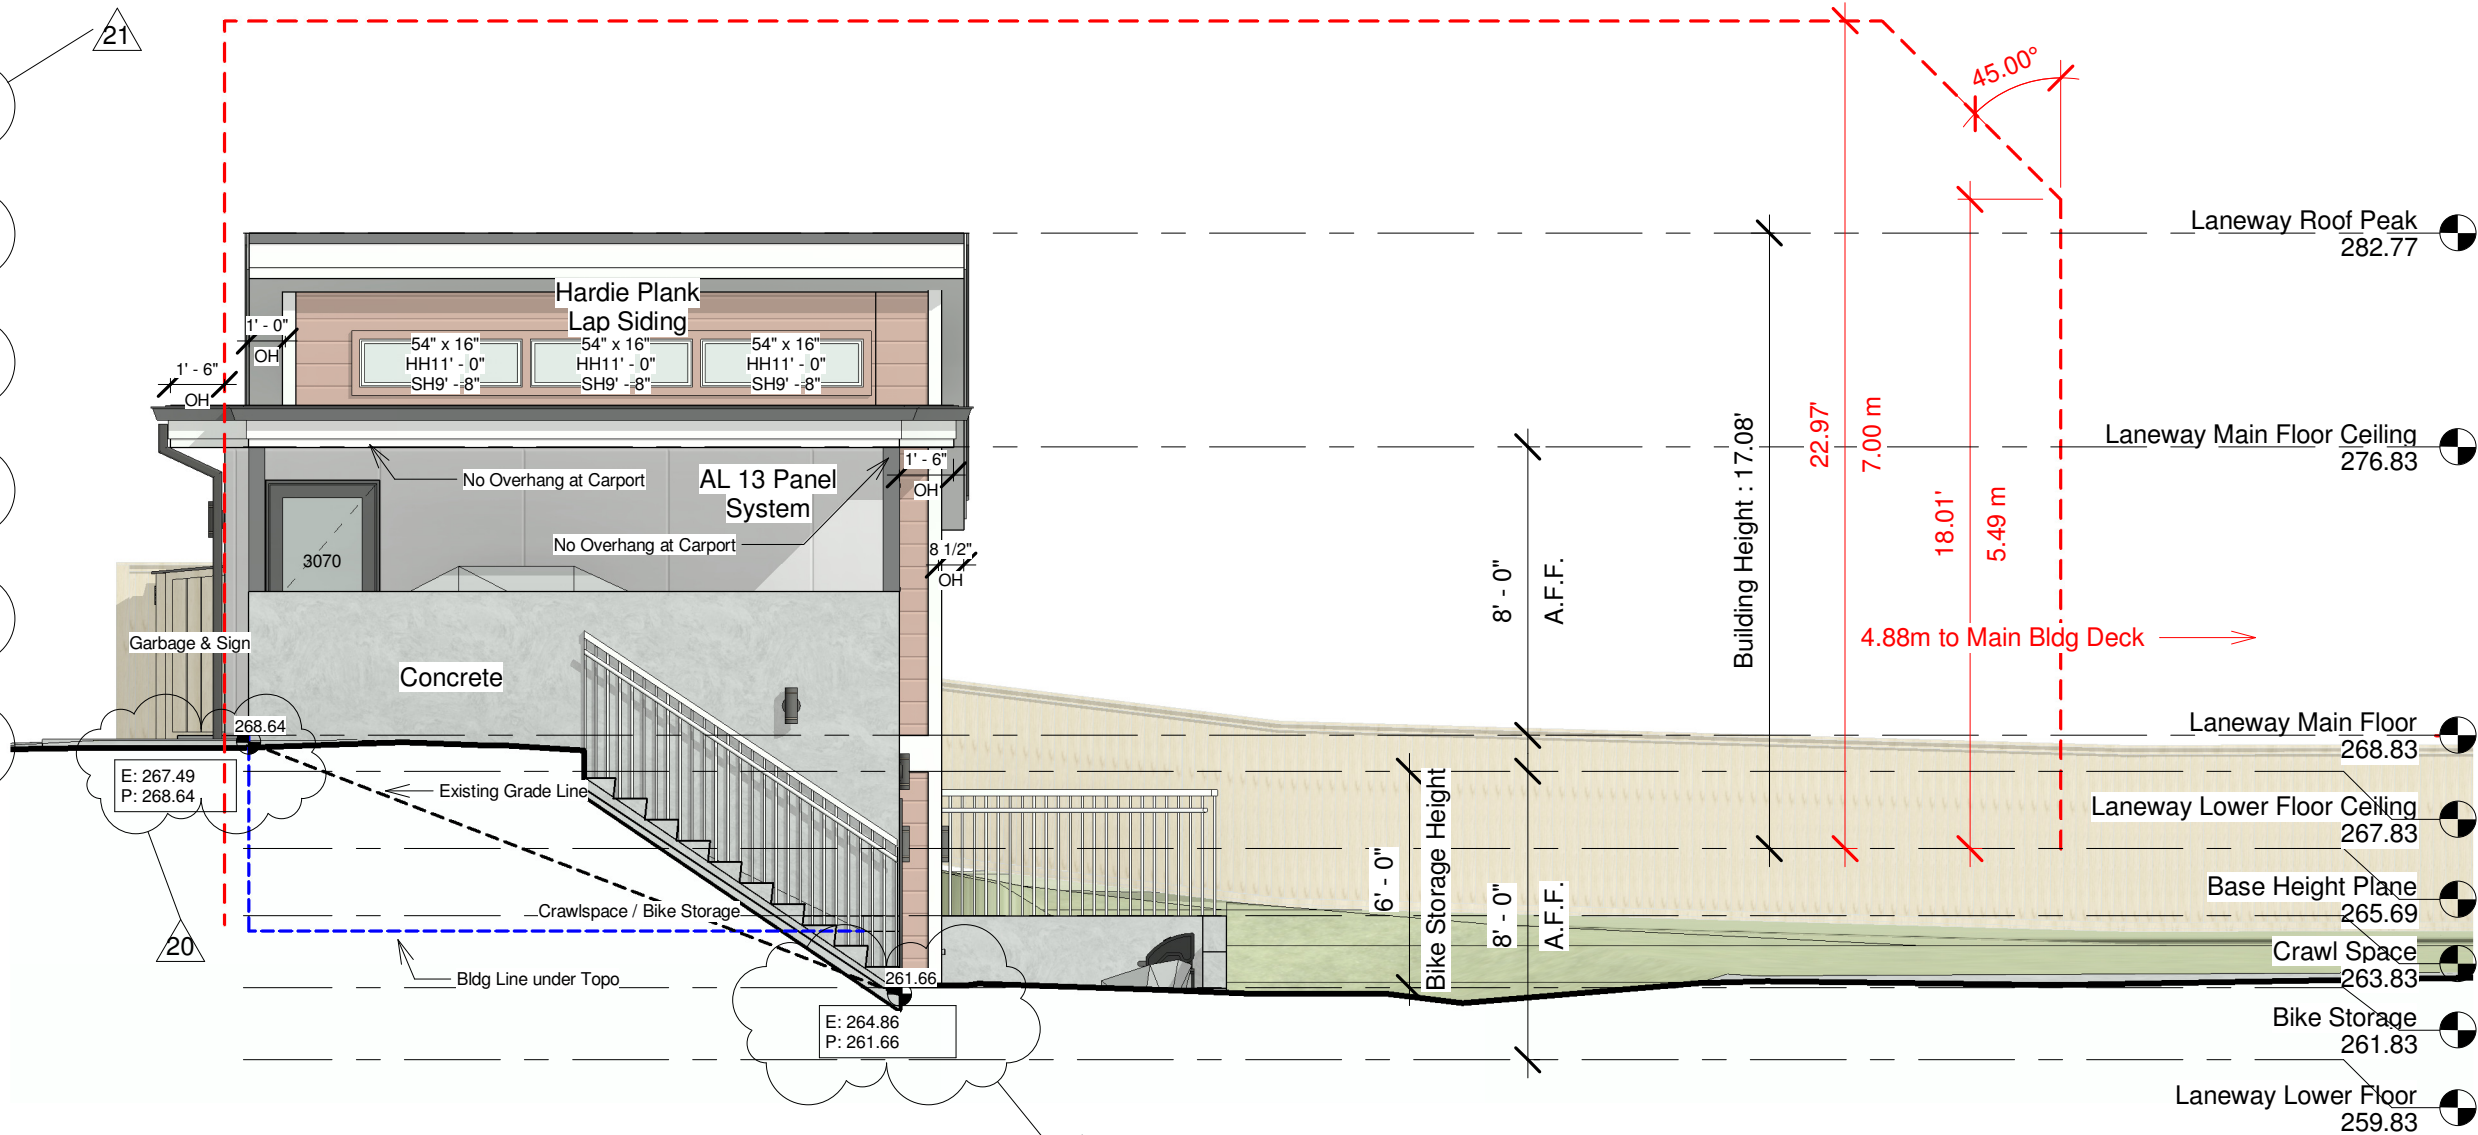 21
45.00°
Laneway Roof Peak
282.77
Hardie Plank
Lap Siding
1' - 0"
OH
54" x 16"
HH11' - 0"
SH9' - 8"
54" x 16"
HH11' - 0"
SH9' - 8"
54" x 16"
HH11' - 0"
SH9' - 8"
1' - 6"
OH
Laneway Main Floor Ceiling
276.83
No Overhang at Carport
AL 13 Panel
System
1' - 6"
OH
No Overhang at Carport
3070
8 1/2"
OH
8' - 0"
A.F.F.
Building Height : 17.08'
22.97'
7.00 m
18.01'
5.49 m
4.88m to Main Bldg Deck
Garbage & Sign
Concrete
268.64
E: 267.49
P: 268.64
Existing Grade Line
Laneway Main Floor
268.83
Laneway Lower Floor Ceiling
267.83
6' - 0"
Bike Storage Height
8' - 0"
A.F.F.
Base Height Plane
265.69
Crawlspace / Bike Storage
20
Bldg Line under Topo
261.66
E: 264.86
P: 261.66
Crawl Space
263.83
Bike Storage
261.83
Laneway Lower Floor
259.83